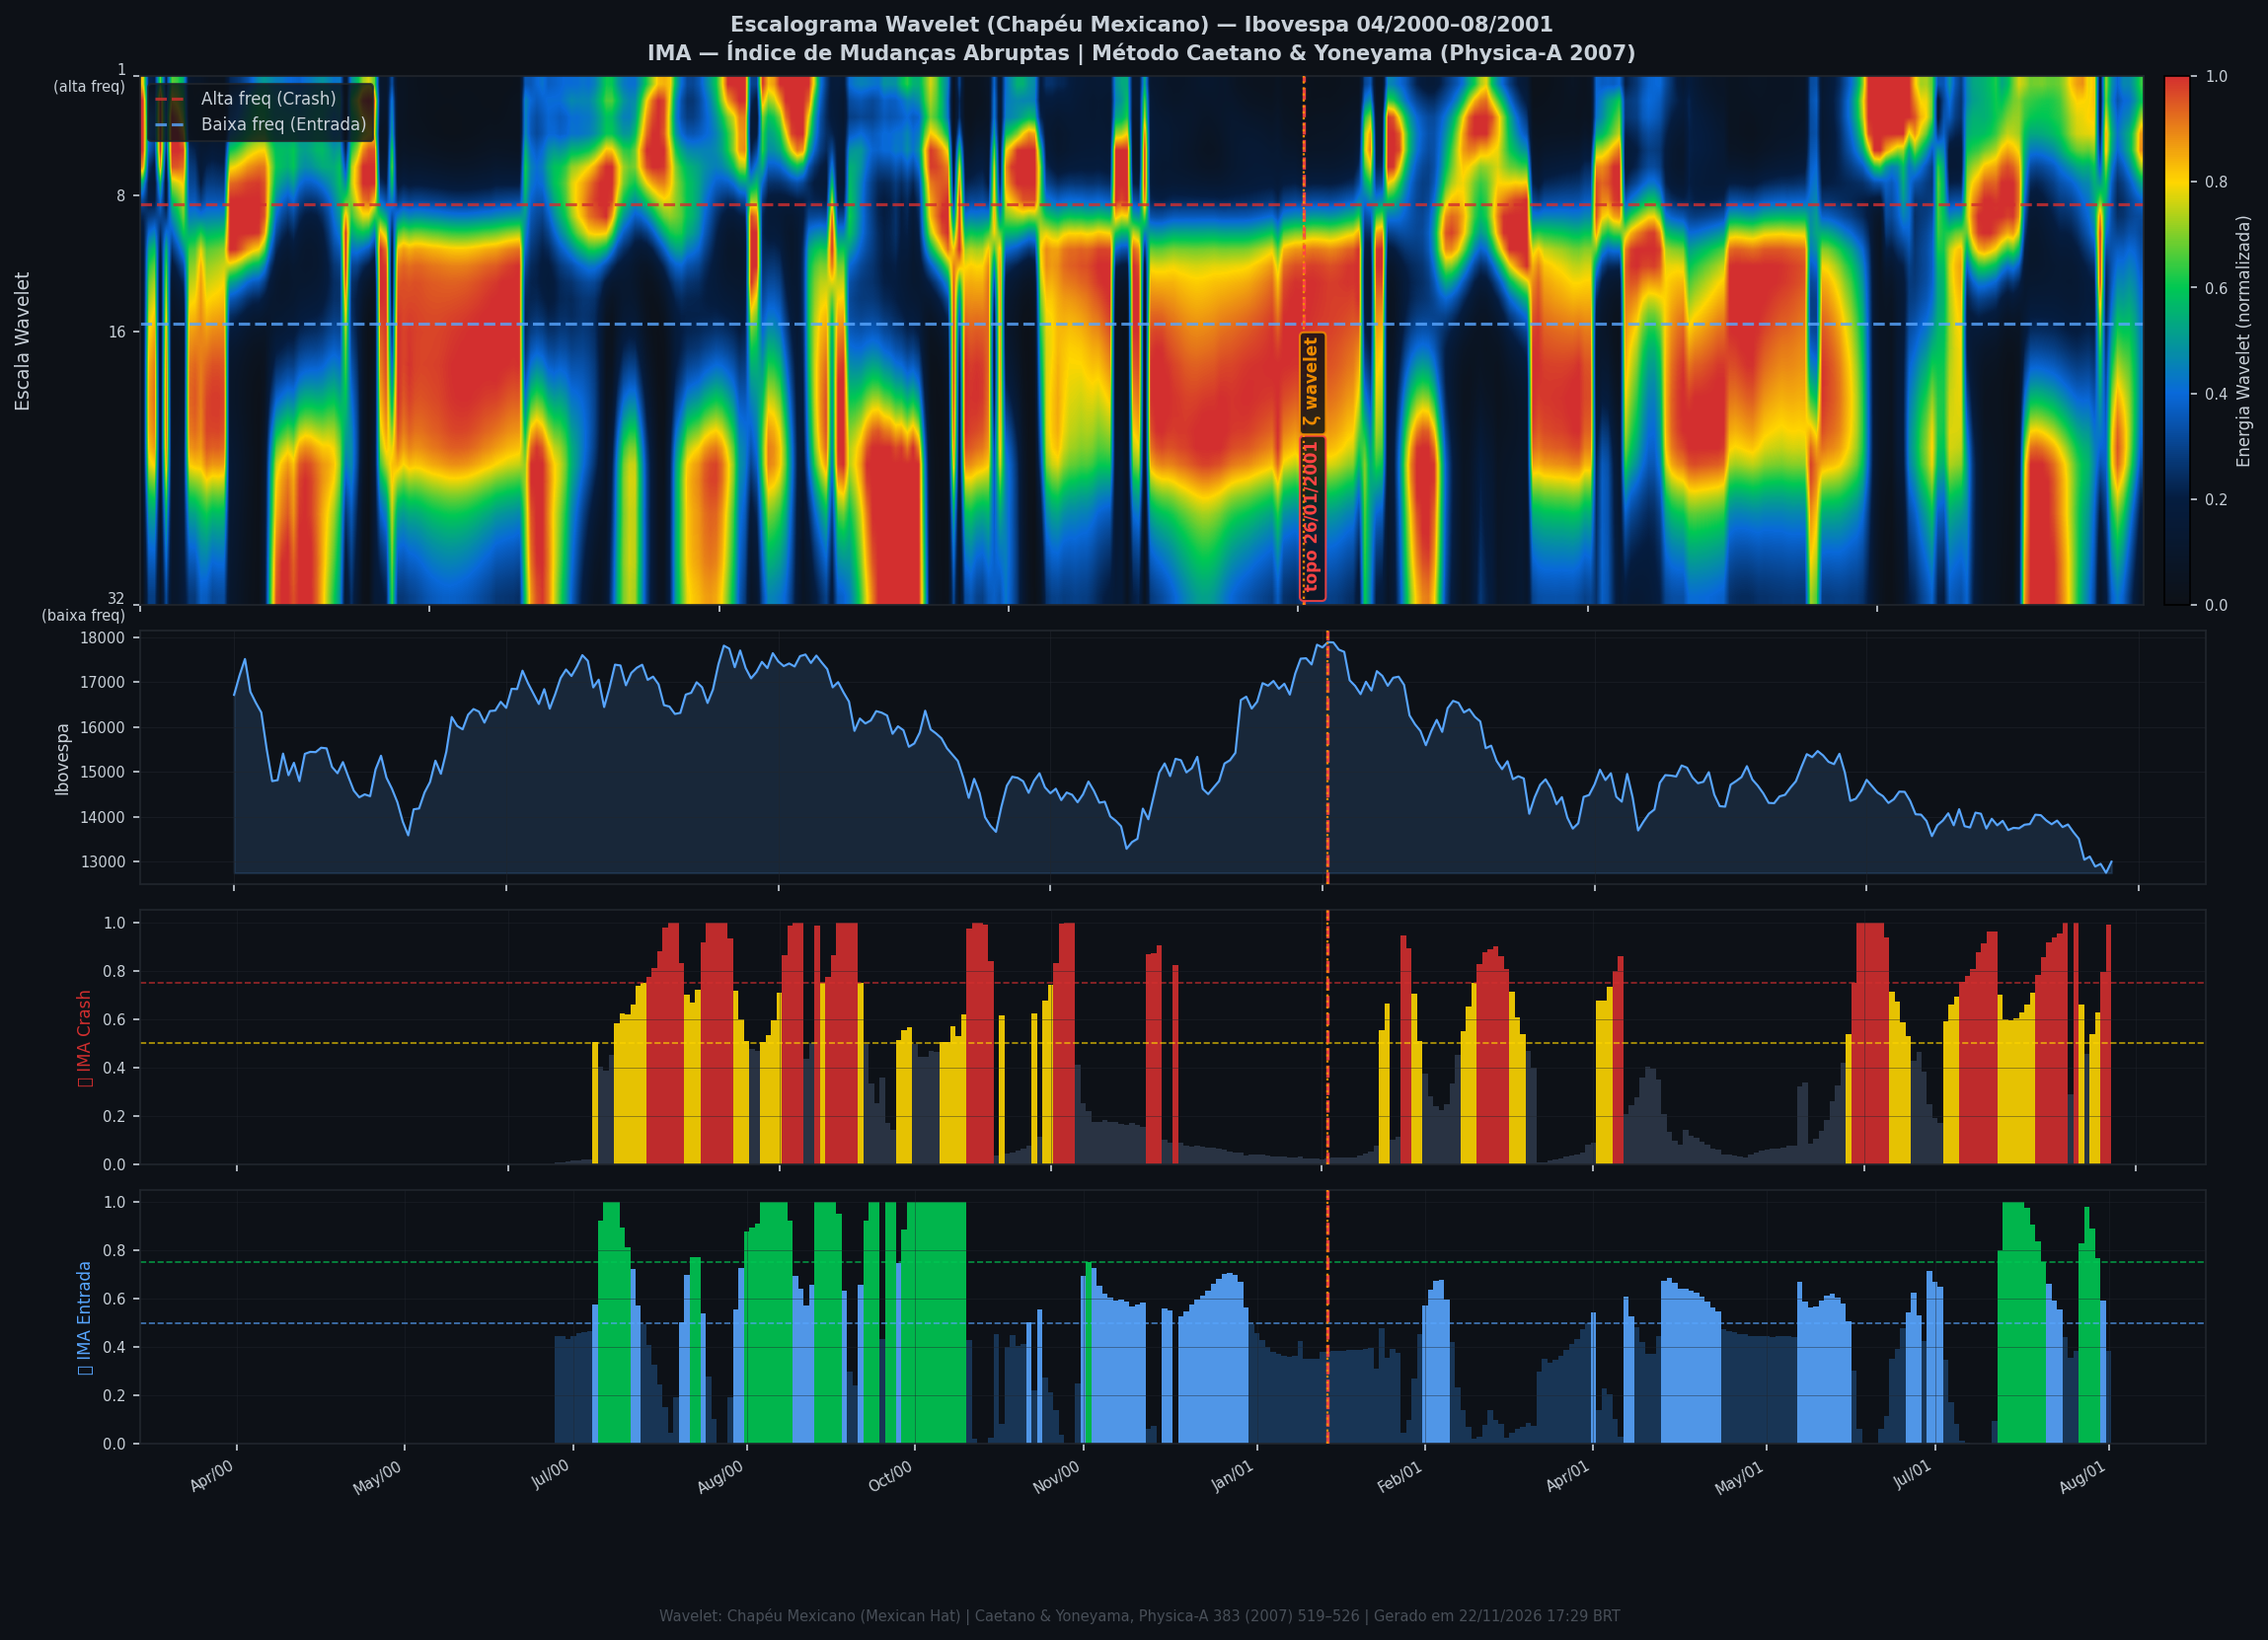 Escalograma Wavelet (Chapéu Mexicano) — Ibovespa 04/2000–08/2001
IMA — Índice de Mudanças Abruptas | Método Caetano & Yoneyama (Physica-A 2007)
1
(alta freq)
8
16
32
(baixa freq)
Escala Wavelet
Alta freq (Crash)
Baixa freq (Entrada)
ζ wavelet
topo 26/01/2001
1.0
0.8
0.6
0.4
0.2
0.0
Energia Wavelet (normalizada)
18000
17000
16000
15000
14000
13000
Ibovespa
1.0
0.8
0.6
0.4
0.2
0.0
IMA Crash
1.0
0.8
0.6
0.4
0.2
0.0
IMA Entrada
Apr/00
May/00
Jul/00
Aug/00
Oct/00
Nov/00
Jan/01
Feb/01
Apr/01
May/01
Jul/01
Aug/01
Wavelet: Chapéu Mexicano (Mexican Hat) | Caetano & Yoneyama, Physica-A 383 (2007) 519–526 | Gerado em 22/11/2026 17:29 BRT